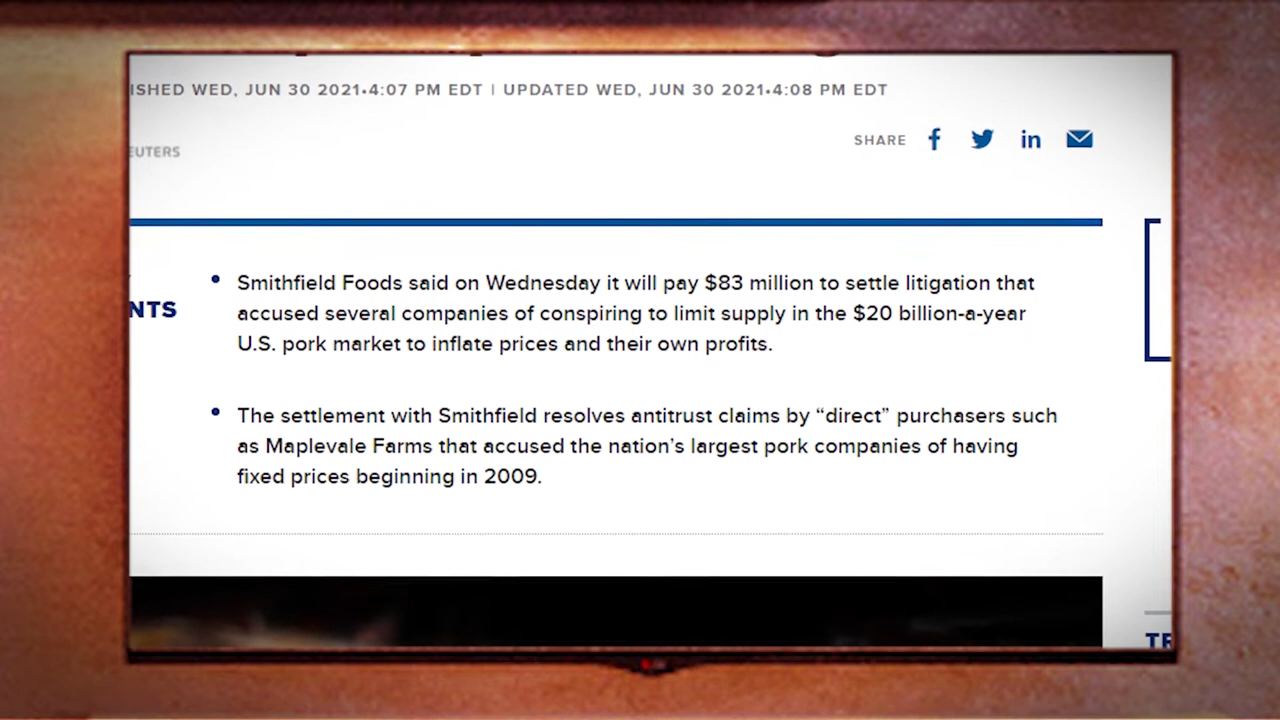 ISHED WED, JUN 30 2021•4:07 PM EDT | UPDATED WED, JUN 30 2021•4:08 PM EDT
SHARE
EUTERS
Smithfield Foods said on Wednesday it will pay $83 million to settle litigation that
NTS
accused several companies of conspiring to limit supply in the $20 billion-a-year
U.S. pork market to inflate prices and their own profits.
The settlement with Smithfield resolves antitrust claims by “direct” purchasers such
as Maplevale Farms that accused the nation’s largest pork companies of having
fixed prices beginning in 2009.